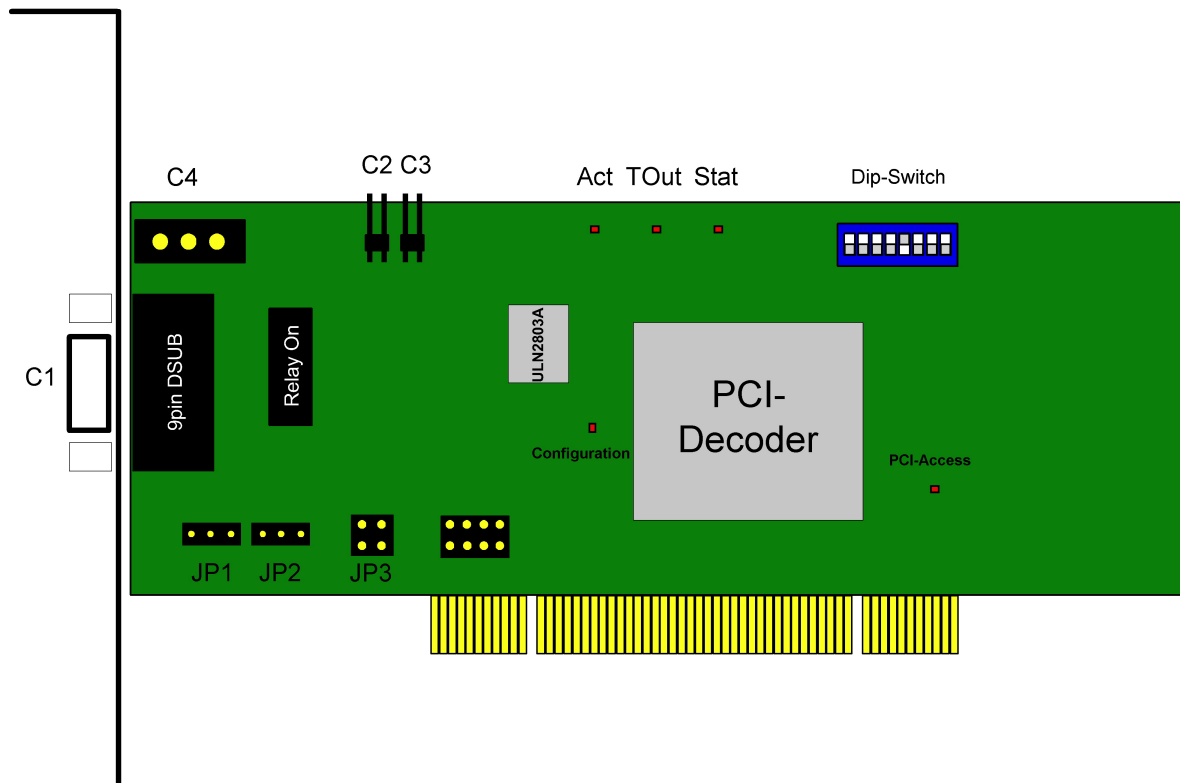 C4
C2 C3
Act TOut Stat
Dip-Switch
C1
9pin DSUB
Relay On
ULN2803A
PCI-
Decoder
Configuration
PCI-Access
JP1 JP2 JP3